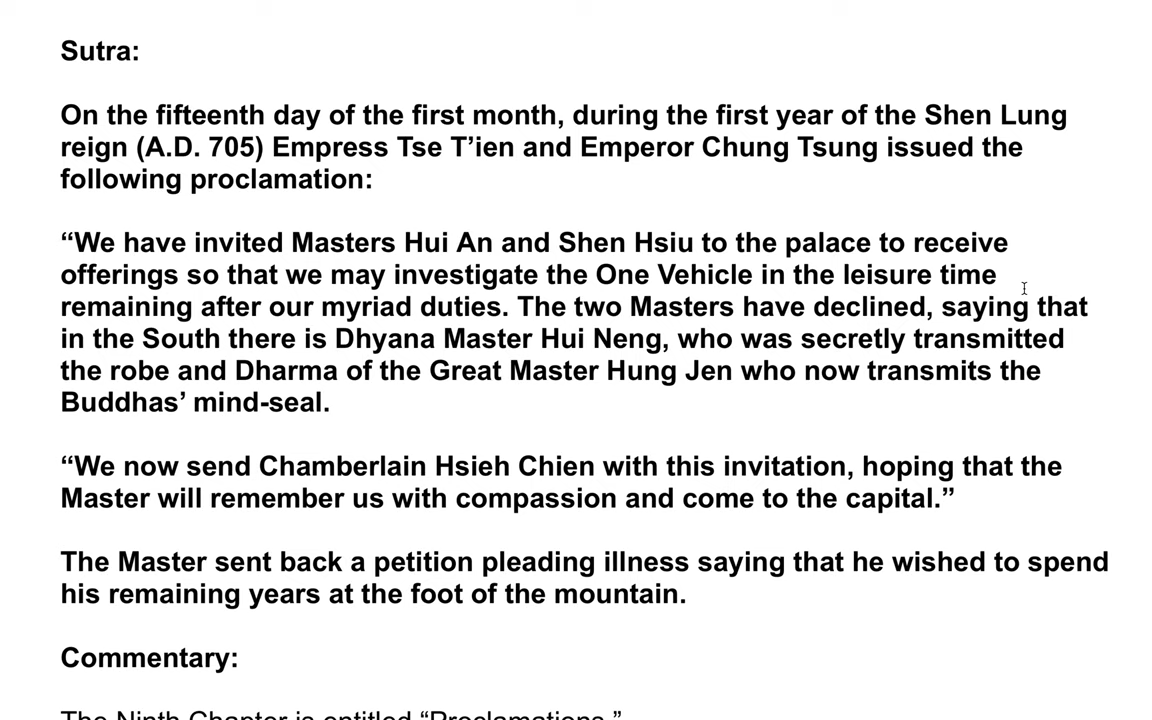 Sutra:
On the fifteenth day of the first month, during the first year of the Shen Lung
reign (A.D. 705) Empress Tse T’ien and Emperor Chung Tsung issued the
following proclamation:
“We have invited Masters Hui An and Shen Hsiu to the palace to receive
offerings so that we may investigate the One Vehicle in the leisure time
remaining after our myriad duties. The two Masters have declined, saying that
in the South there is Dhyana Master Hui Neng, who was secretly transmitted
the robe and Dharma of the Great Master Hung Jen who now transmits the
Buddhas’ mind-seal.
“We now send Chamberlain Hsieh Chien with this invitation, hoping that the
Master will remember us with compassion and come to the capital.”
The Master sent back a petition pleading illness saying that he wished to spend
his remaining years at the foot of the mountain.
Commentary:
The Ninth Chapter is entitled “Proclamations.”